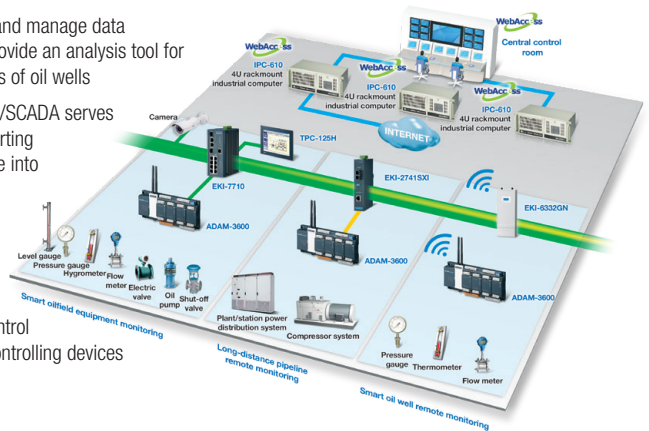 and manage data
ovide an analysis tool for
s of oil wells
/SCADA serves
rting
e into
ntrol
ontrolling devices
WebAccess
Central control
room
IPC-610
4U rackmount
industrial computer
WebAccess
IPC-610
4U rackmount
industrial computer
WebAccess
IPC-610
4U rackmount
industrial computer
INTERNET
Camera
TPC-125H
EKI-7710
EKI-2741SXI
EKI-6332GN
ADAM-3600
ADAM-3600
ADAM-3600
Level gauge
Pressure gauge
Hygrometer
Flow
meter
Electric
valve
Oil
pump
Shut-off
valve
Plant/station power
distribution system
Compressor system
Pressure
gauge
Thermometer
Flow meter
Smart oilfield equipment monitoring
Long-distance pipeline
remote monitoring
Smart oil well remote monitoring